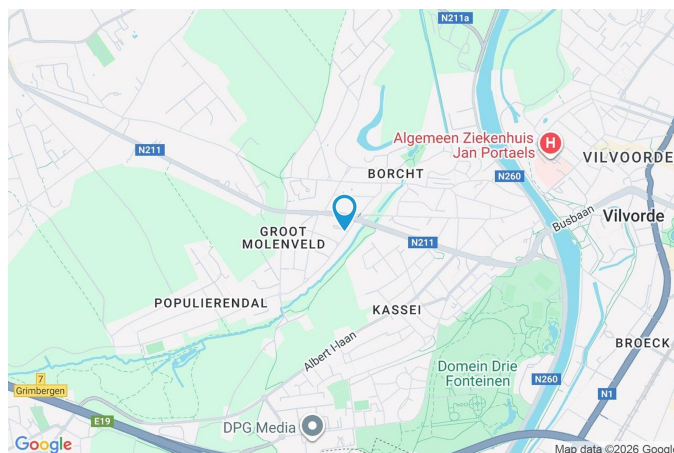 N211a
Algemeen Ziekenhuis
Jan Portaels
H
N211
VILVOORDE
BORCHT
N260
Vilvorde
Busbaan
GROOT
MOLENVELD
N211
POPULIERENDAL
KASSEI
Albert I-laan
BROECK
Domein Drie
Fonteinen
7
Grimbergen
N260
N1
E19
DPG Media
Google
Map data ©2026 Google